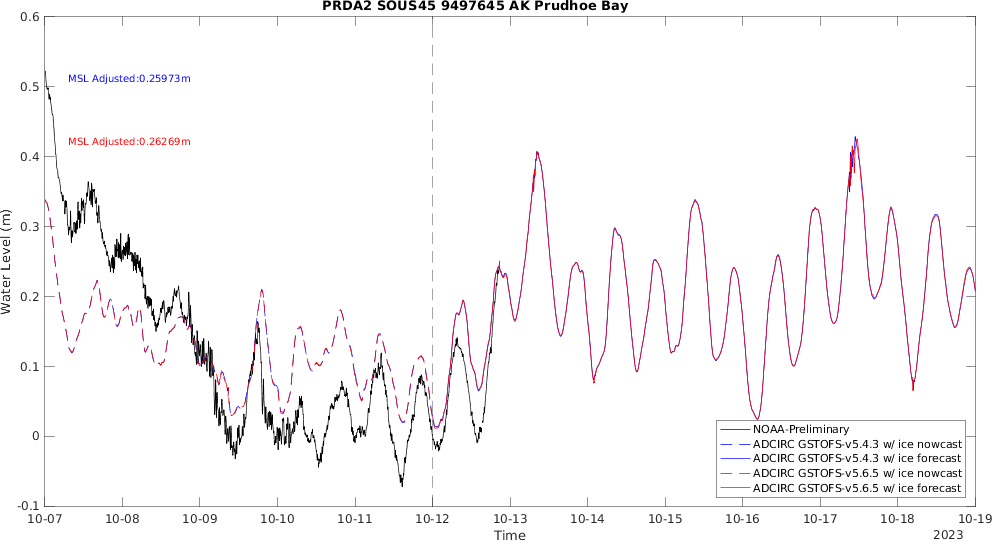 PRDA2 SOUS45 9497645 AK Prudhoe Bay
0.6
0.5
0.4
0.3
0.2
0.1
0
-0.1
Water Level (m)
MSL Adjusted:0.25973m
MSL Adjusted:0.26269m
NOAA-Preliminary
ADCIRC GSTOFS-v5.4.3 w/ ice nowcast
ADCIRC GSTOFS-v5.4.3 w/ ice forecast
ADCIRC GSTOFS-v5.6.5 w/ ice nowcast
ADCIRC GSTOFS-v5.6.5 w/ ice forecast
10-07 10-08 10-09 10-10 10-11 10-12 10-13 10-14 10-15 10-16 10-17 10-18 10-19
Time
2023